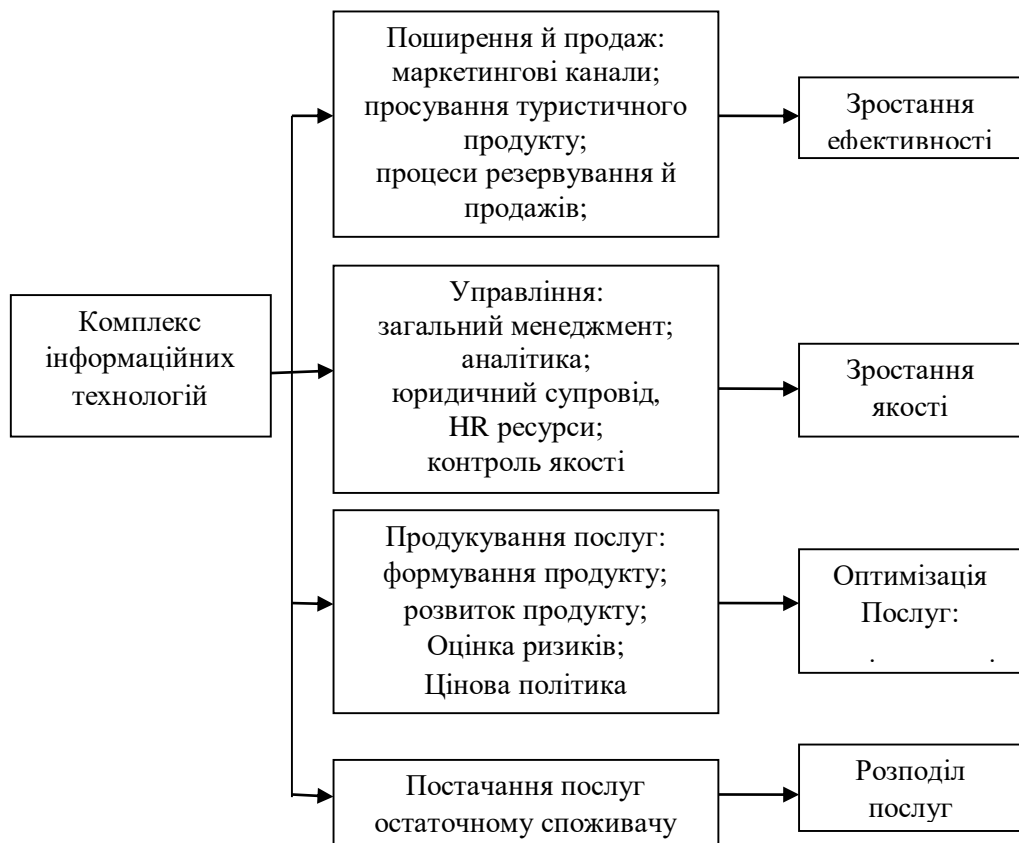 Поширення й продаж:
маркетингові канали;
просування туристичного
продукту;
процеси резервування й
продажів;
Зростання
ефективності
Комплекс
інформаційних
технологій
Управління:
загальний менеджмент;
аналітика;
юридичний супровід,
HR ресурси;
контроль якості
Зростання
якості
Продукування послуг:
формування продукту;
розвиток продукту;
Оцінка ризиків;
Цінова політика
Оптимізація
Послуг:
Постачання послуг
остаточному споживачу
Розподіл
послуг